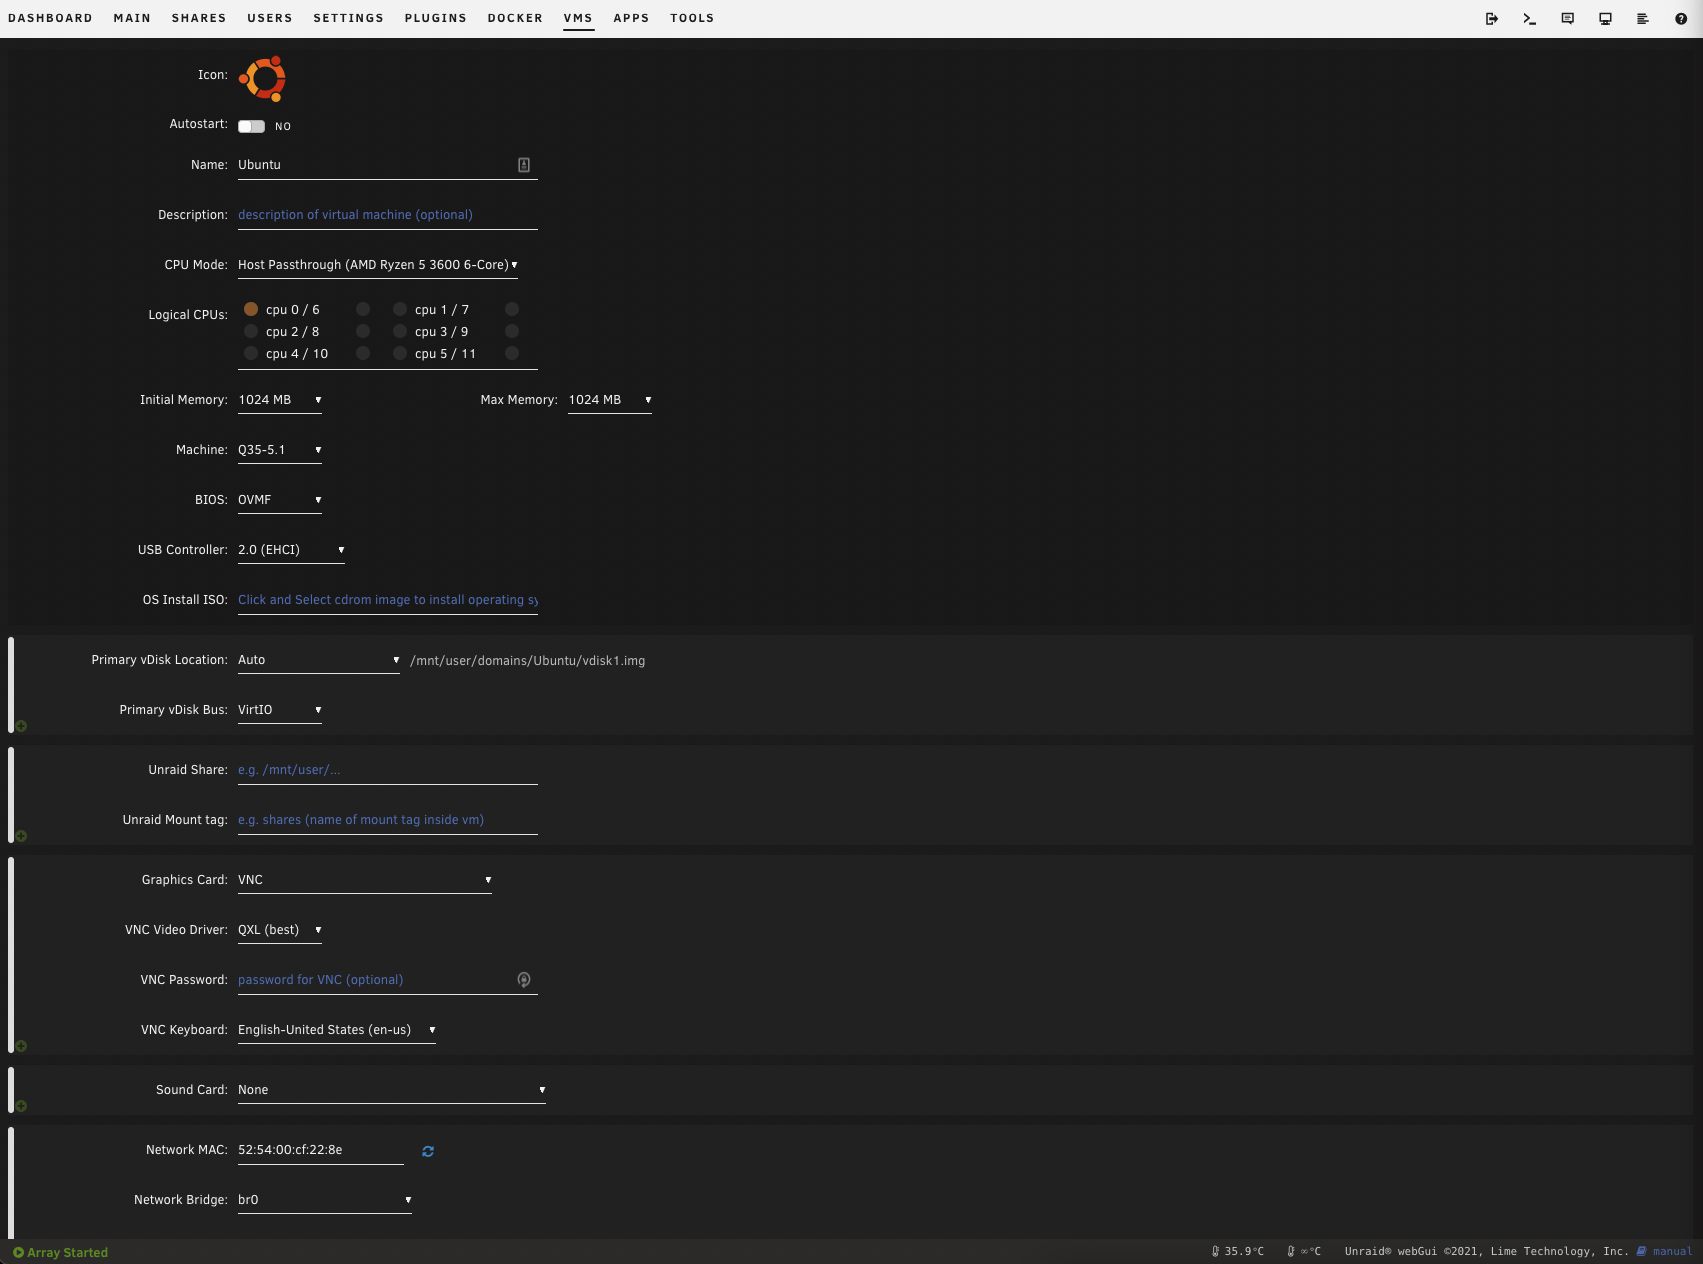 DASHBOARD MAIN SHARES USERS SETTINGS PLUGINS DOCKER VMS APPS TOOLS
Icon:
Autostart: NO
Name: Ubuntu
Description: description of virtual machine (optional)
CPU Mode: Host Passthrough (AMD Ryzen 5 3600 6-Core)
Logical CPUs: cpu 0 / 6 cpu 1 / 7
cpu 2 / 8 cpu 3 / 9
cpu 4 / 10 cpu 5 / 11
Initial Memory: 1024 MB Max Memory: 1024 MB
Machine: Q35-5.1
BIOS: OVMF
USB Controller: 2.0 (EHCI)
OS Install ISO: Click and Select cdrom image to install operating sy
Primary vDisk Location: Auto /mnt/user/domains/Ubuntu/vdisk1.img
Primary vDisk Bus: VirtIO
Unraid Share: e.g. /mnt/user/...
Unraid Mount tag: e.g. shares (name of mount tag inside vm)
Graphics Card: VNC
VNC Video Driver: QXL (best)
VNC Password: password for VNC (optional)
VNC Keyboard: English-United States (en-us)
Sound Card: None
Network MAC: 52:54:00:cf:22:8e
Network Bridge: br0
Array Started 35.9°C ∞°C Unraid® webGui ©2021, Lime Technology, Inc. manual